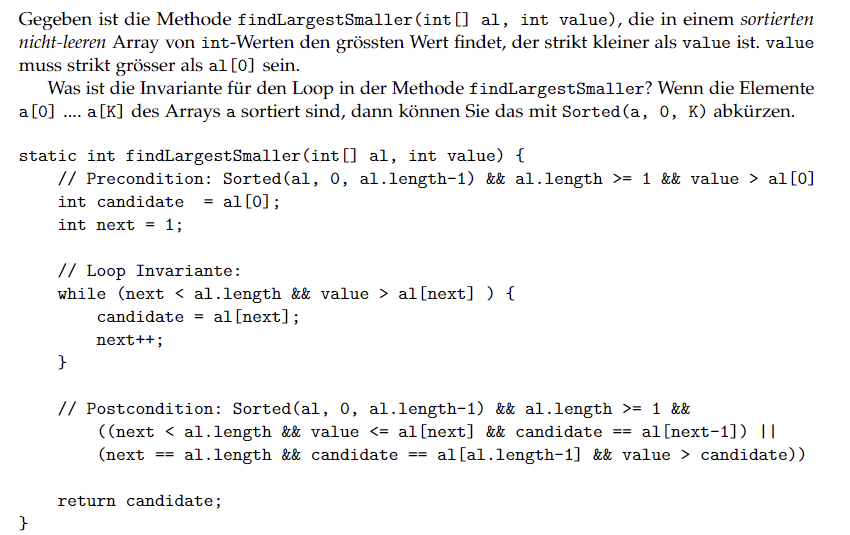 Gegeben ist die Methode findLargestSmaller(int[] al, int value), die in einem sortierten
nicht-leeren Array von int-Werten den grössten Wert findet, der strikt kleiner als value ist. value
muss strikt grösser als al[0] sein.
Was ist die Invariante für den Loop in der Methode findLargestSmaller? Wenn die Elemente
a[0] .... a[K] des Arrays a sortiert sind, dann können Sie das mit Sorted(a, 0, K) abkürzen.
static int findLargestSmaller(int[] al, int value) {
    // Precondition: Sorted(al, 0, al.length-1) && al.length >= 1 && value > al[0]
    int candidate  = al[0];
    int next = 1;

    // Loop Invariante:
    while (next < al.length && value > al[next] ) {
        candidate = al[next];
        next++;
    }

    // Postcondition: Sorted(al, 0, al.length-1) && al.length >= 1 &&
        ((next < al.length && value <= al[next] && candidate == al[next-1]) ||
        (next == al.length && candidate == al[al.length-1] && value > candidate))

    return candidate;
}